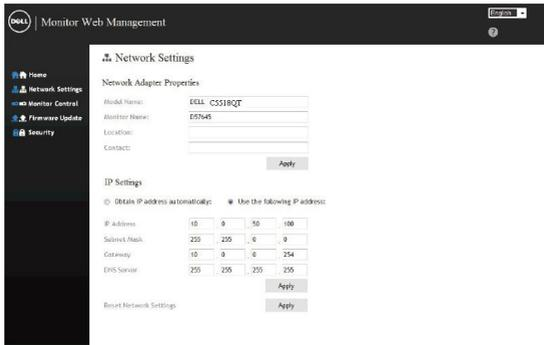 DELL | Monitor Web Management
English
?
Home
Network Settings
Monitor Control
Firmware Update
Security
Network Settings
Network Adapter Properties
Model Name: DELL C5518QT
Monitor Name: D57645
Location:
Contact:
Apply
IP Settings
Obtain IP address automatically: Use the following IP address:
IP Address 10 . 0 . 50 . 100
Subnet Mask 255 . 255 . 0 . 0
Gateway 10 . 0 . 0 . 254
DNS Server 255 . 255 . 255 . 255
Apply
Reset Network Settings Apply